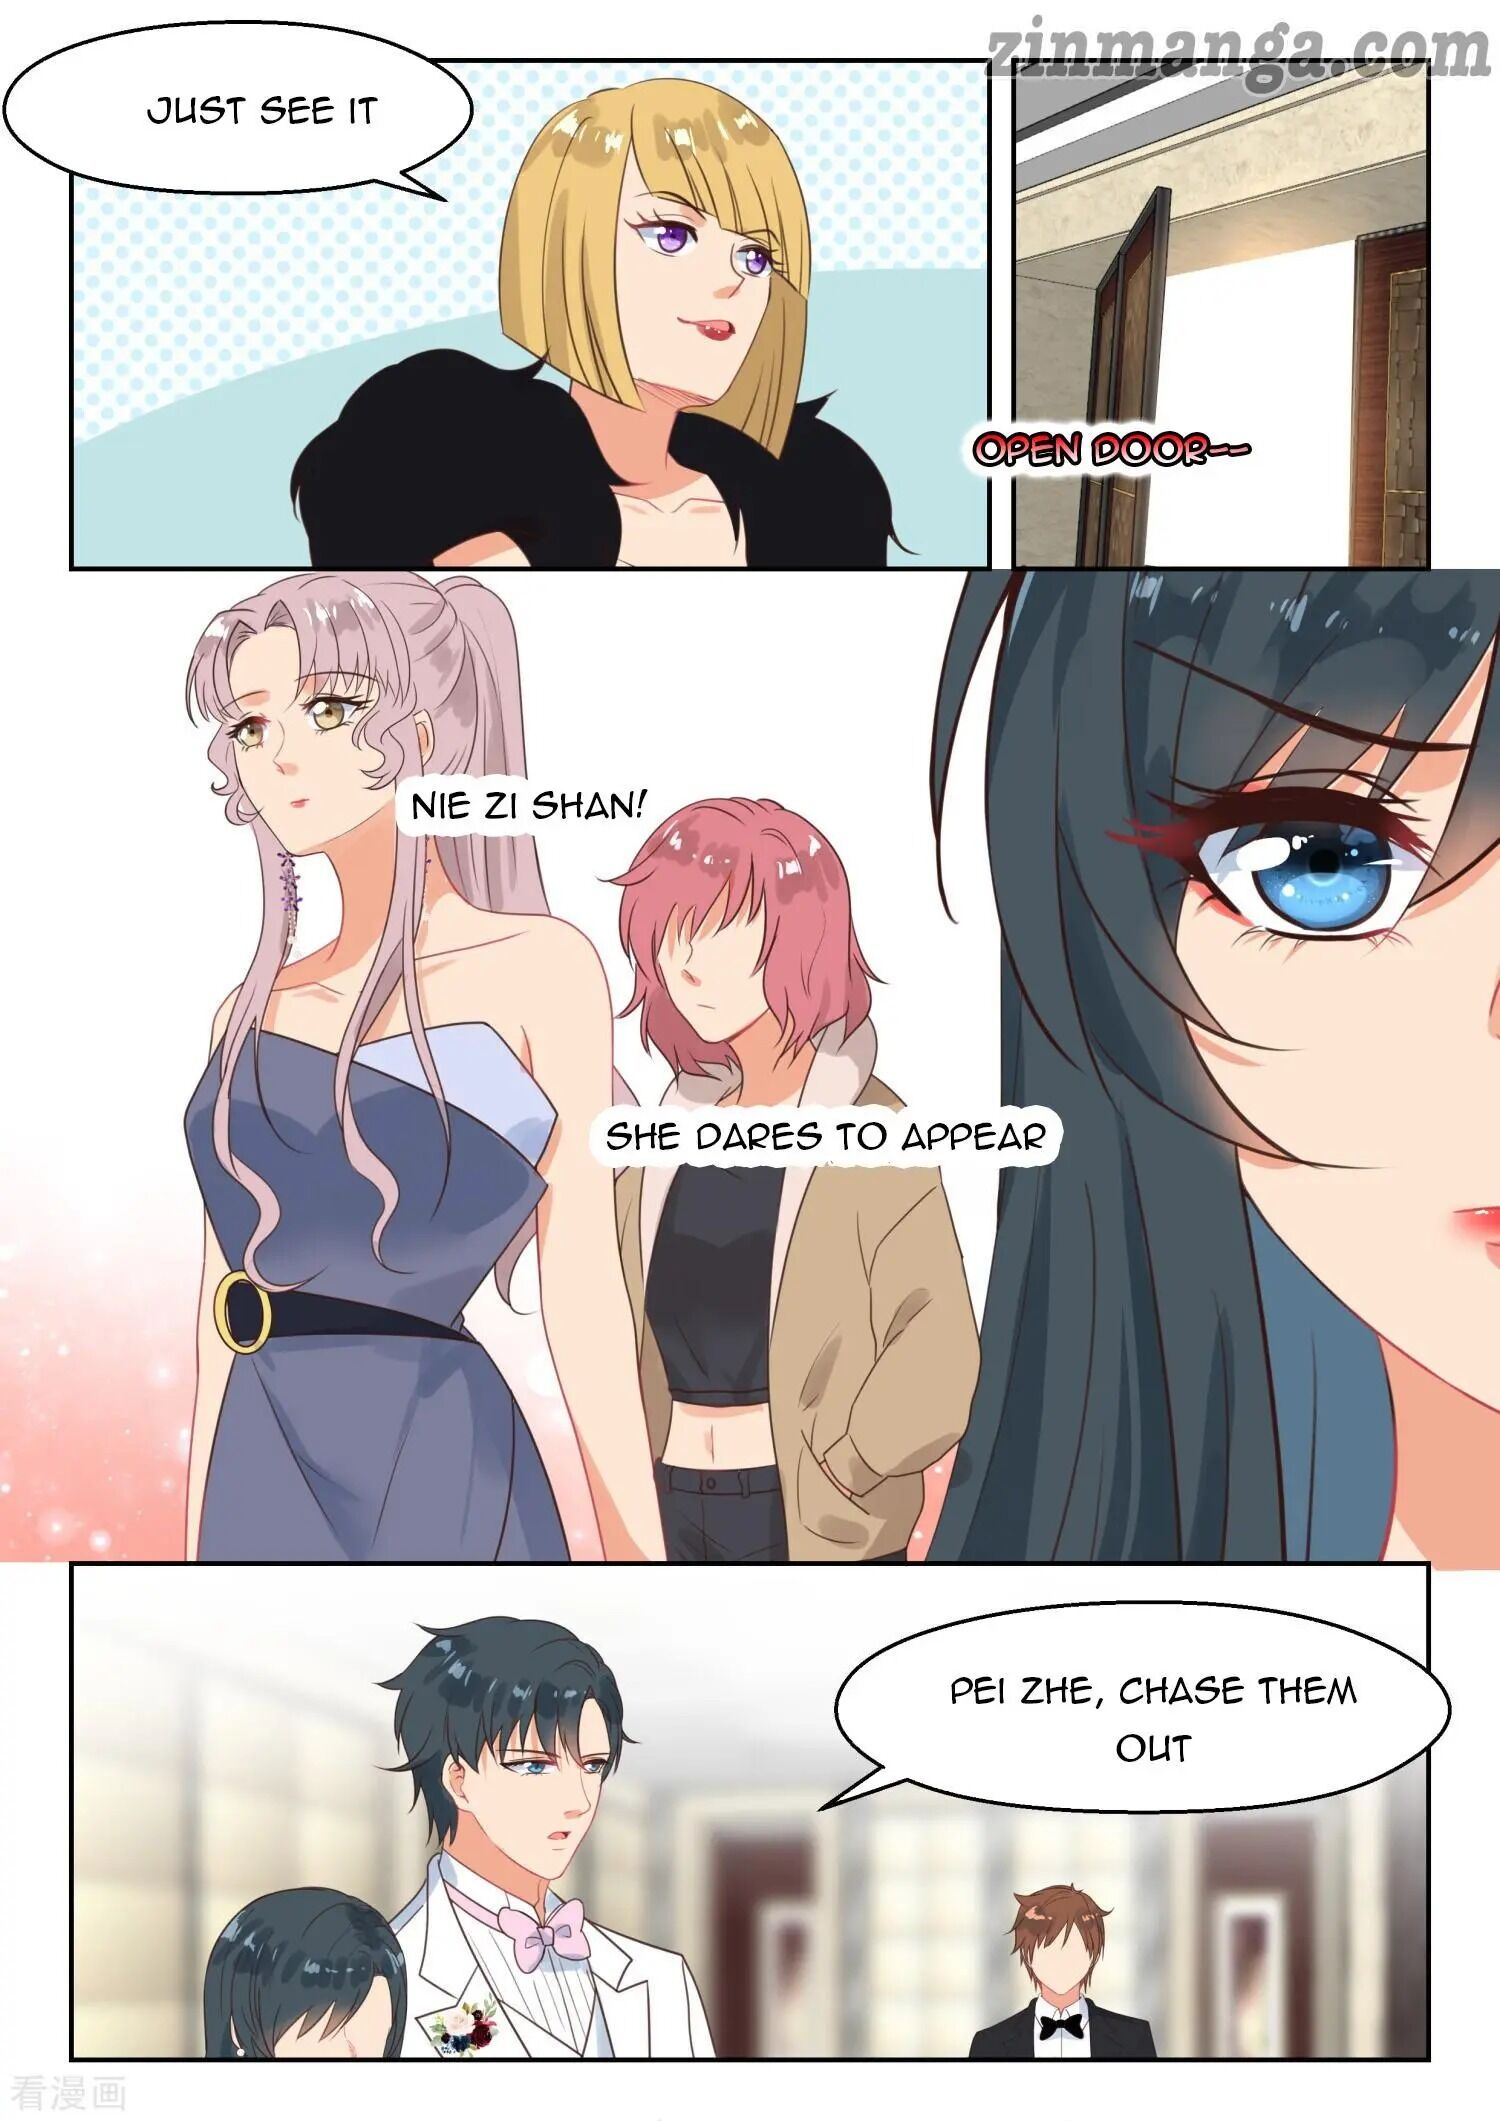 zinmanga.com
JUST SEE IT
OPEN DOOR--
NIE ZI SHAN!
SHE DARES TO APPEAR
PEI ZHE, CHASE THEM
OUT
看漫画